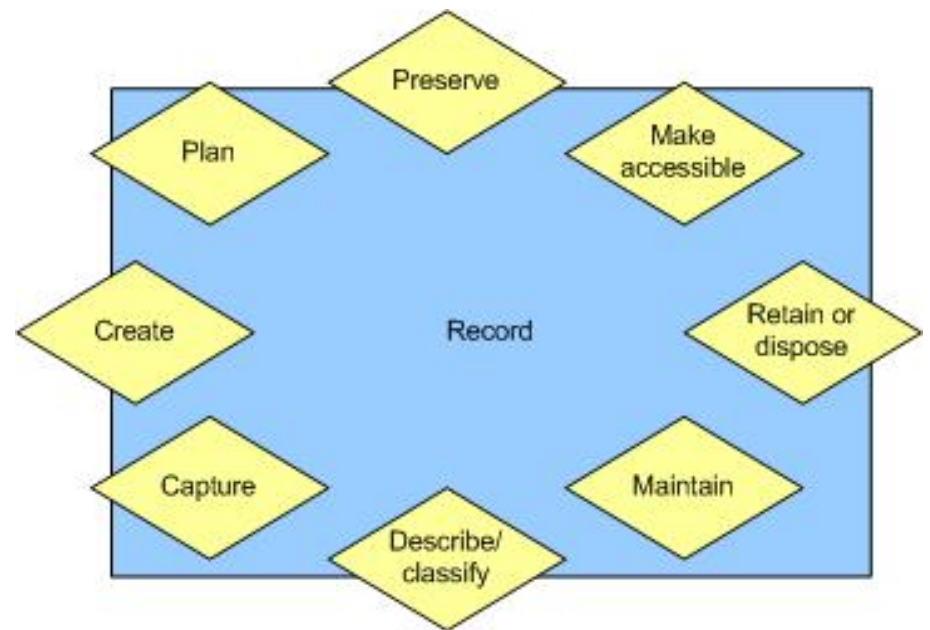 Preserve
Plan
Make
accessible
Create
Record
Retain or
dispose
Capture
Maintain
Describe/
classify